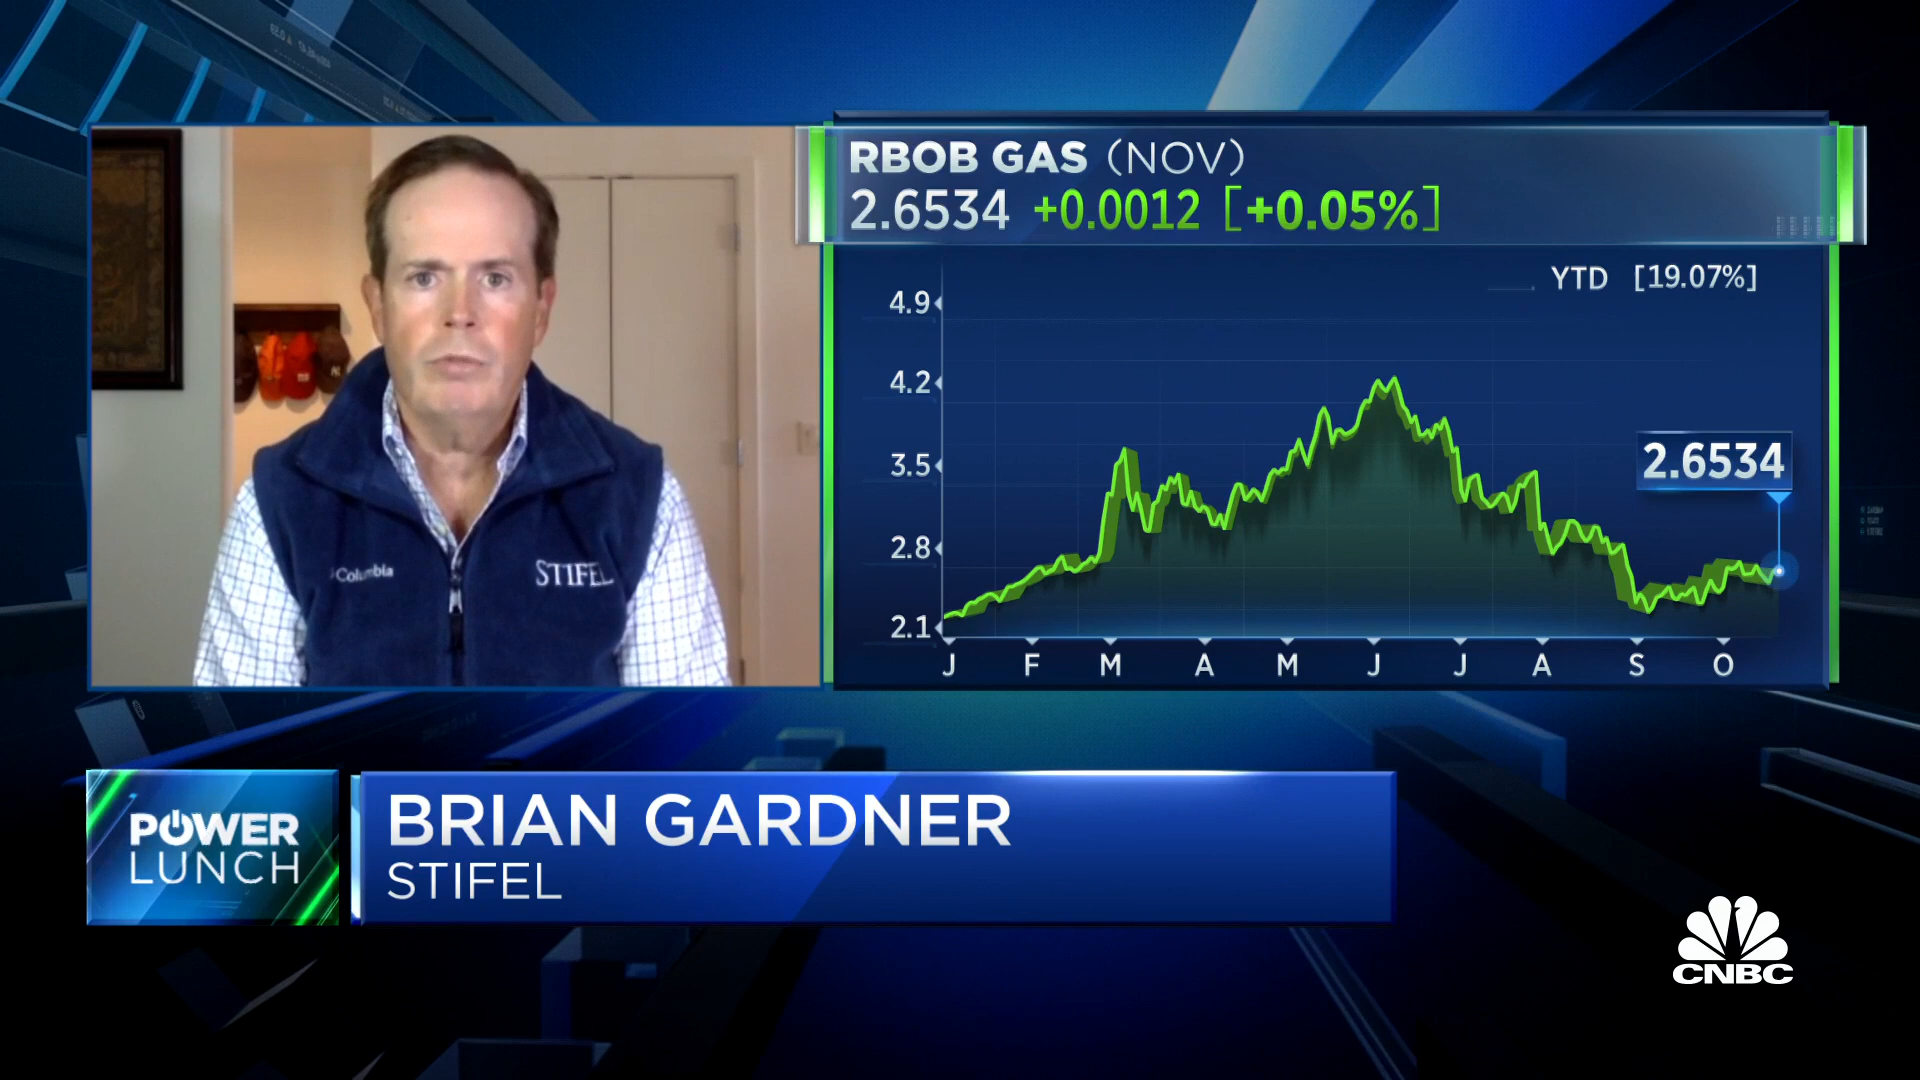 RBOB GAS (NOV)
2.6534 +0.0012 [+0.05%]
YTD [19.07%]
4.9
4.2
3.5
2.8
2.1
2.6534
J F M A M J J A S O
Columbia
STIFEL
POWER
LUNCH
BRIAN GARDNER
STIFEL
CNBC